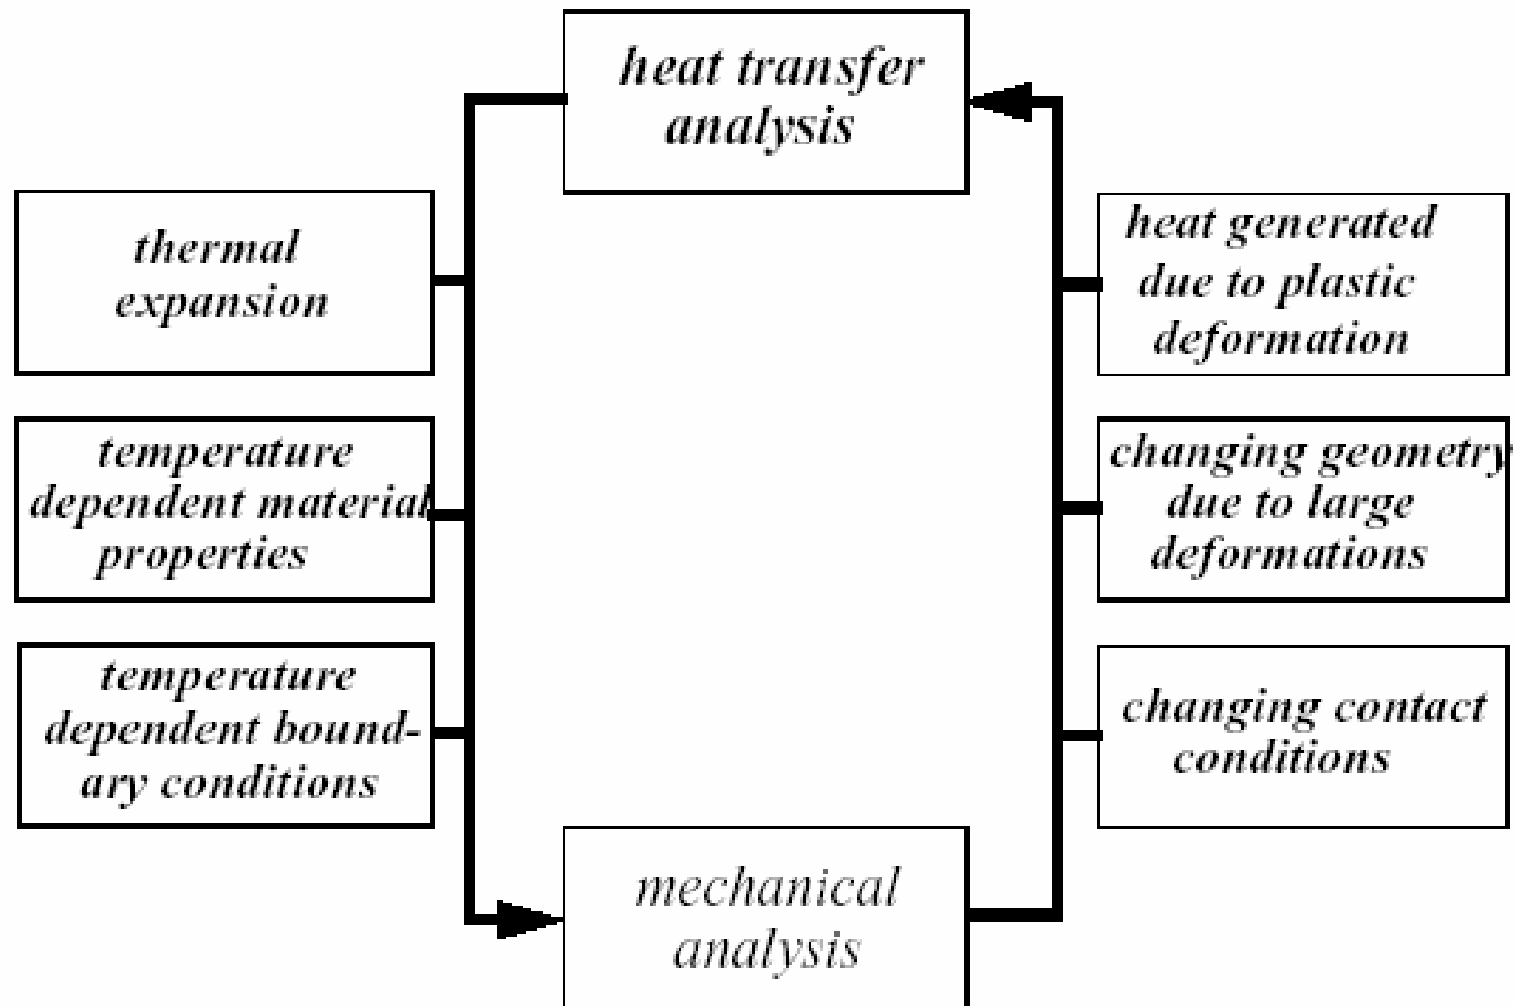 heat transfer
analysis
thermal
expansion
temperature
dependent material
properties
temperature
dependent bound-
ary conditions
heat generated
due to plastic
deformation
changing geometry
due to large
deformations
changing contact
conditions
mechanical
analysis